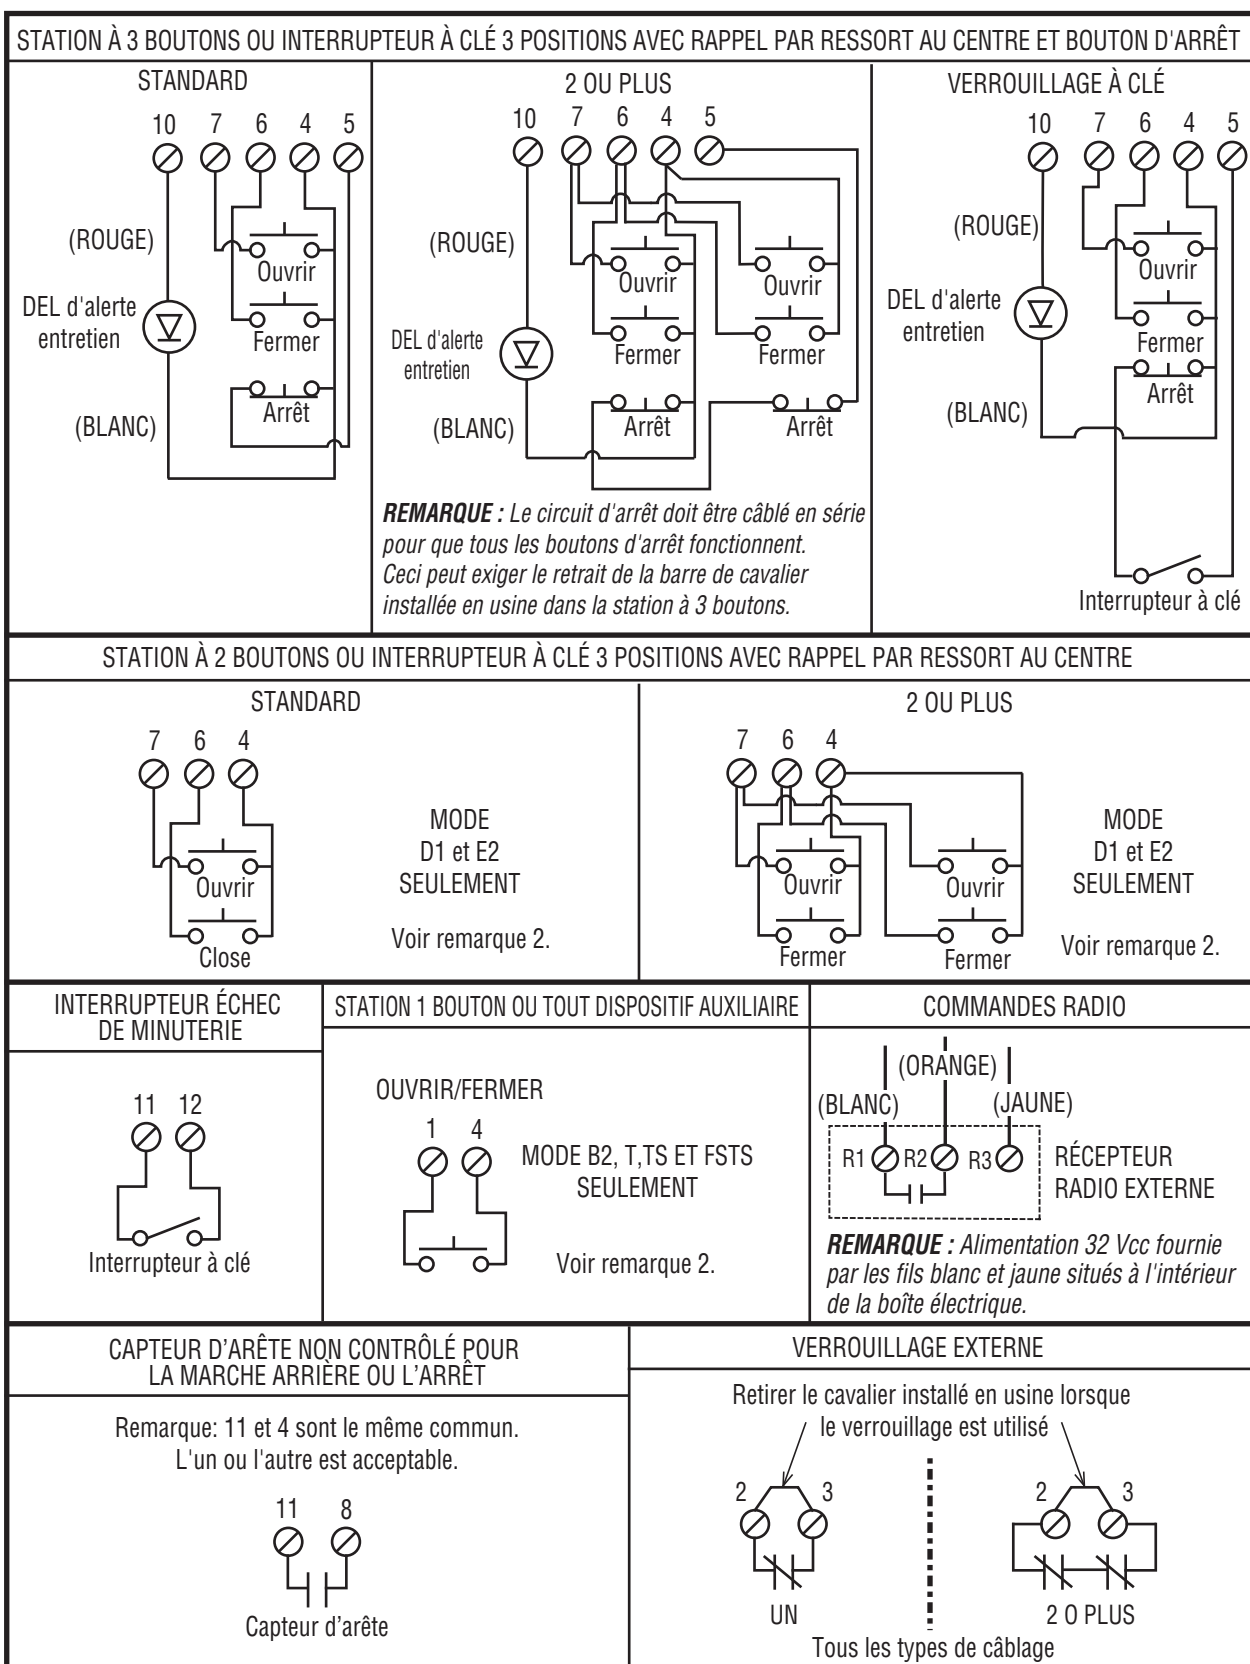 STATION À 3 BOUTONS OU INTERRUPTEUR À CLÉ 3 POSITIONS AVEC RAPPEL PAR RESSORT AU CENTRE ET BOUTON D'ARRÊT
STANDARD
10 7 6 4 5
(ROUGE)
Ouvrir
DEL d'alerte
entretien
Fermer
Arrêt
(BLANC)
2 OU PLUS
10 7 6 4 5
(ROUGE)
Ouvrir Ouvrir
DEL d'alerte
entretien
Fermer Fermer
(BLANC)
Arrêt Arrêt
REMARQUE : Le circuit d'arrêt doit être câblé en série
pour que tous les boutons d'arrêt fonctionnent.
Ceci peut exiger le retrait de la barre de cavalier
installée en usine dans la station à 3 boutons.
VERROUILLAGE À CLÉ
10 7 6 4 5
(ROUGE)
Ouvrir
DEL d'alerte
entretien
Fermer
Arrêt
(BLANC)
Interrupteur à clé
STATION À 2 BOUTONS OU INTERRUPTEUR À CLÉ 3 POSITIONS AVEC RAPPEL PAR RESSORT AU CENTRE
STANDARD
7 6 4
Ouvrir
Close
MODE
D1 et E2
SEULEMENT
Voir remarque 2.
2 OU PLUS
7 6 4
Ouvrir Ouvrir
Fermer Fermer
MODE
D1 et E2
SEULEMENT
Voir remarque 2.
INTERRUPTEUR ÉCHEC
DE MINUTERIE
11 12
Interrupteur à clé
STATION 1 BOUTON OU TOUT DISPOSITIF AUXILIAIRE
OUVRIR/FERMER
1 4
MODE B2, T,TS ET FSTS
SEULEMENT
Voir remarque 2.
COMMANDES RADIO
(ORANGE)
(BLANC) (JAUNE)
R1 R2 R3
RÉCEPTEUR
RADIO EXTERNE
REMARQUE : Alimentation 32 Vcc fournie
par les fils blanc et jaune situés à l'intérieur
de la boîte électrique.
CAPTEUR D’ARÊTE NON CONTRÔLÉ POUR
LA MARCHE ARRIÈRE OU L’ARRÊT
Remarque: 11 et 4 sont le même commun.
L'un ou l'autre est acceptable.
11 8
Capteur d’arête
VERROUILLAGE EXTERNE
Retirer le cavalier installé en usine lorsque
le verrouillage est utilisé
2 3 2 3
UN 2 O PLUS
Tous les types de câblage